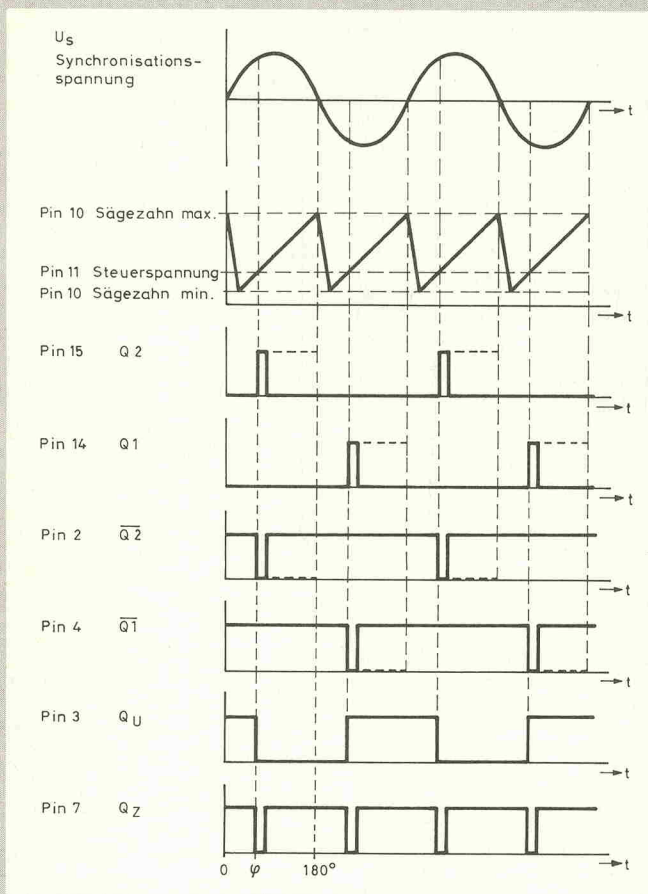 U_S
Synchronisations-
spannung
→ t
Pin 10 Sägezahn max.
Pin 11 Steuerspannung
Pin 10 Sägezahn min.
→ t
Pin 15 Q 2
→ t
Pin 14 Q1
→ t
Pin 2 Q̅2̅
→ t
Pin 4 Q̅1̅
→ t
Pin 3 Q_U
→ t
Pin 7 Q_Z
→ t
0 φ 180°